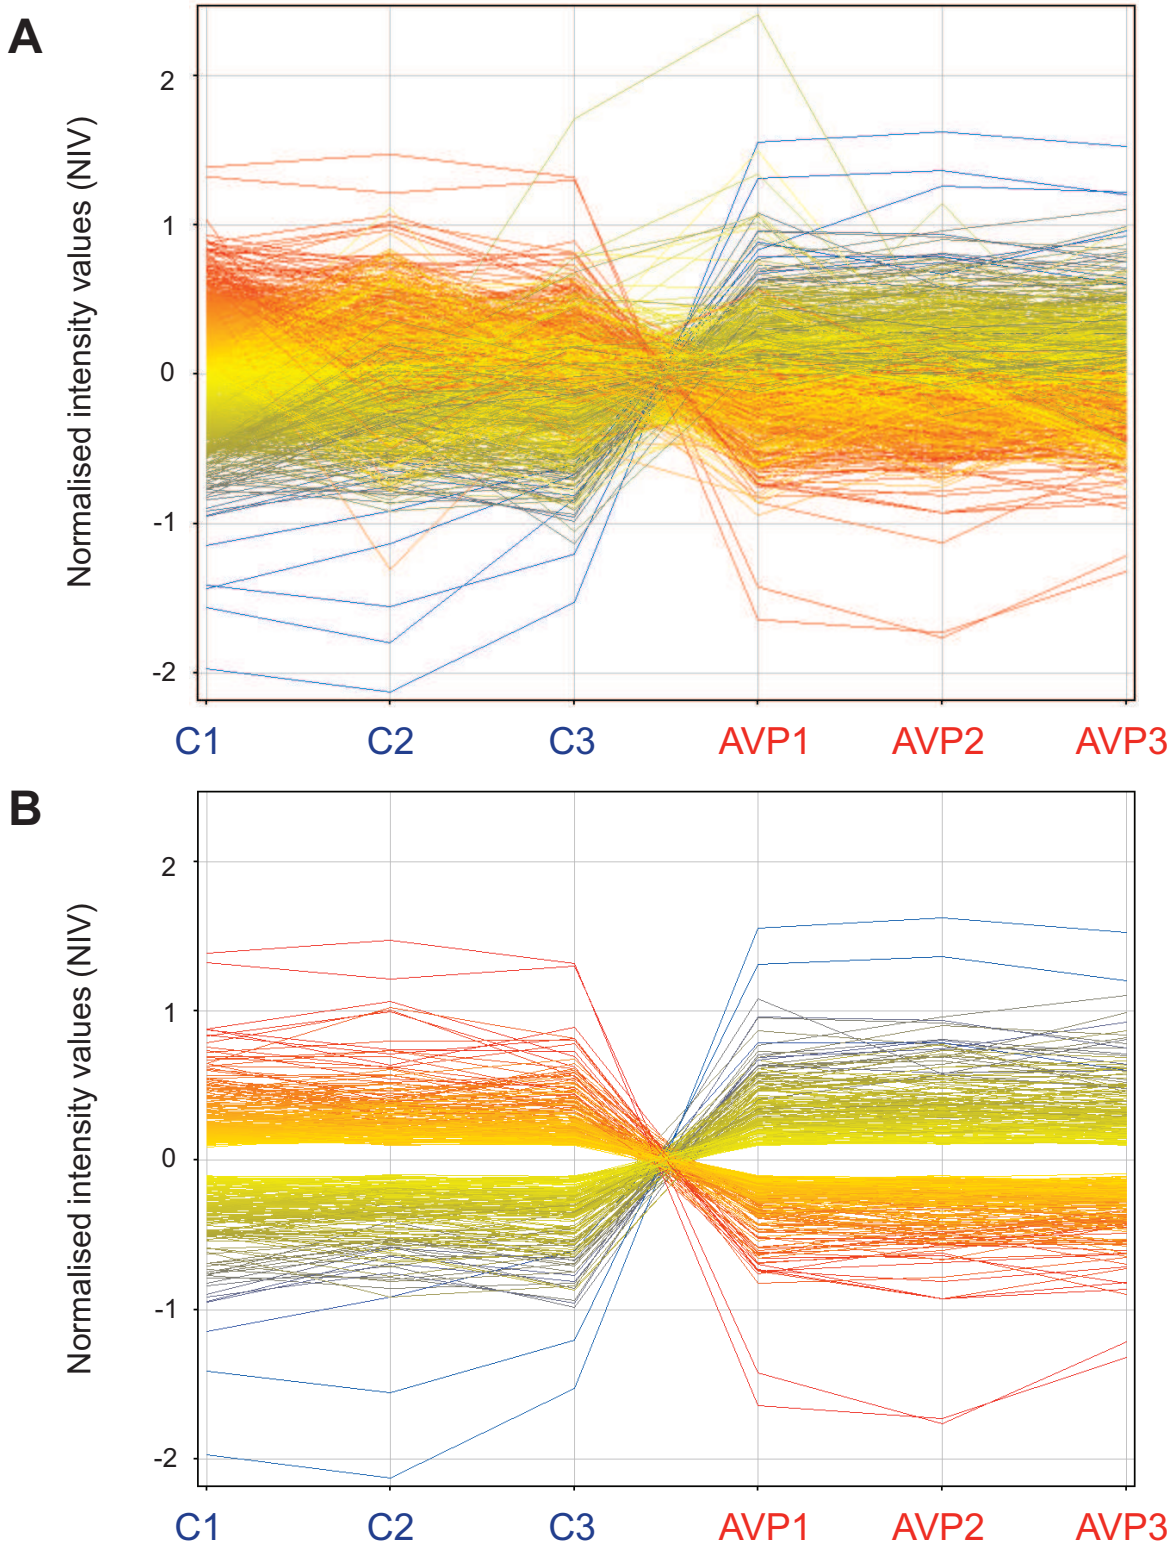 A
Normalised intensity values (NIV)
2
1
0
-1
-2
C1 C2 C3 AVP1 AVP2 AVP3
B
Normalised intensity values (NIV)
2
1
0
-1
-2
C1 C2 C3 AVP1 AVP2 AVP3